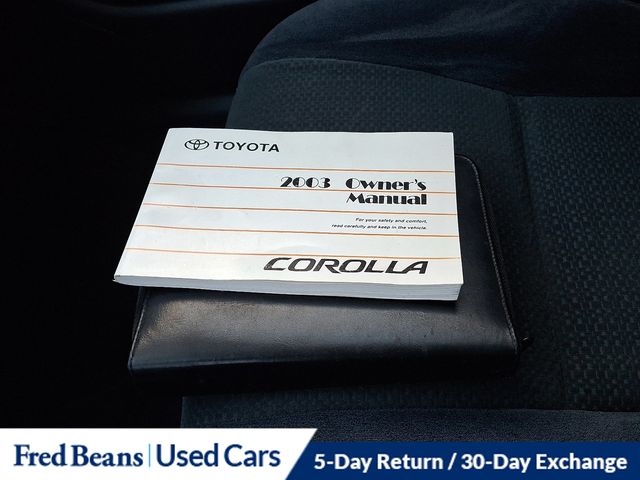 TOYOTA
2003 Owner's
Manual
For your safety and comfort,
read carefully and keep in the vehicle.
COROLLA
Fred Beans | Used Cars
5-Day Return / 30-Day Exchange